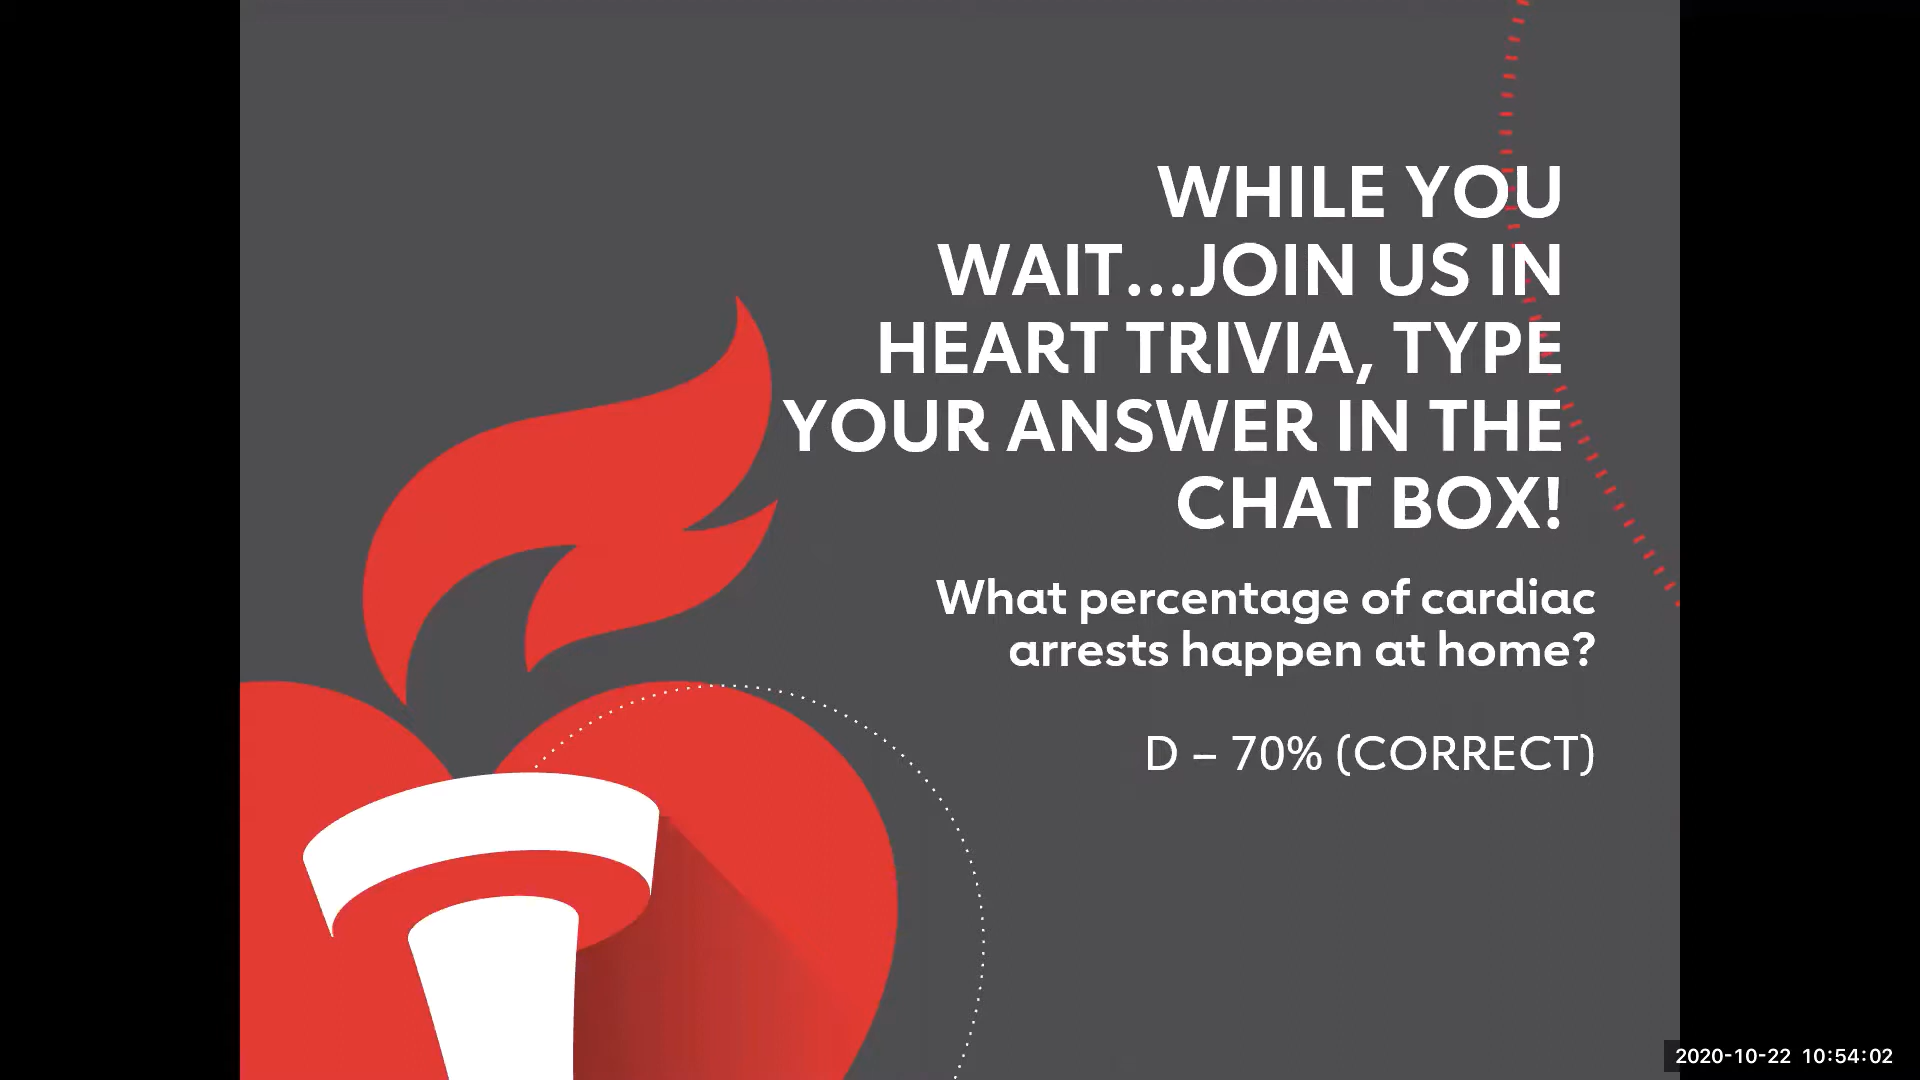 WHILE YOU
WAIT...JOIN US IN
HEART TRIVIA, TYPE
YOUR ANSWER IN THE
CHAT BOX!
What percentage of cardiac
arrests happen at home?
D – 70% (CORRECT)
2020-10-22 10:54:02